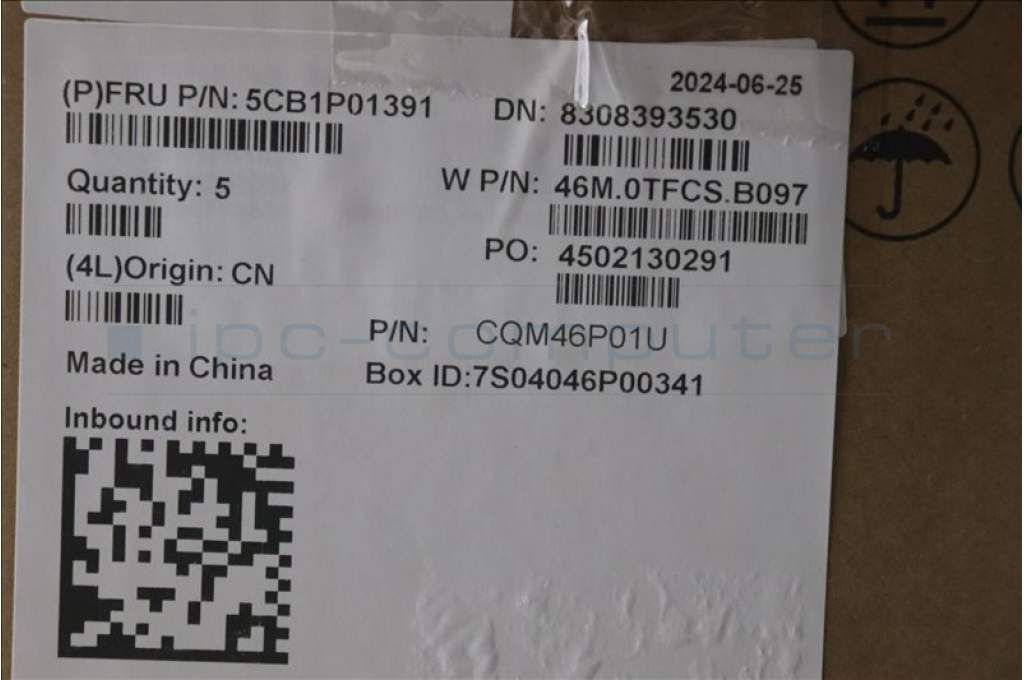 2024-06-25
(P)FRU P/N: 5CB1P01391
DN: 8308393530
Quantity: 5
W P/N: 46M.0TFCS.B097
(4L)Origin: CN
PO: 4502130291
P/N: CQM46P01U
ipc-computer
Made in China
Box ID:7S04046P00341
Inbound info: